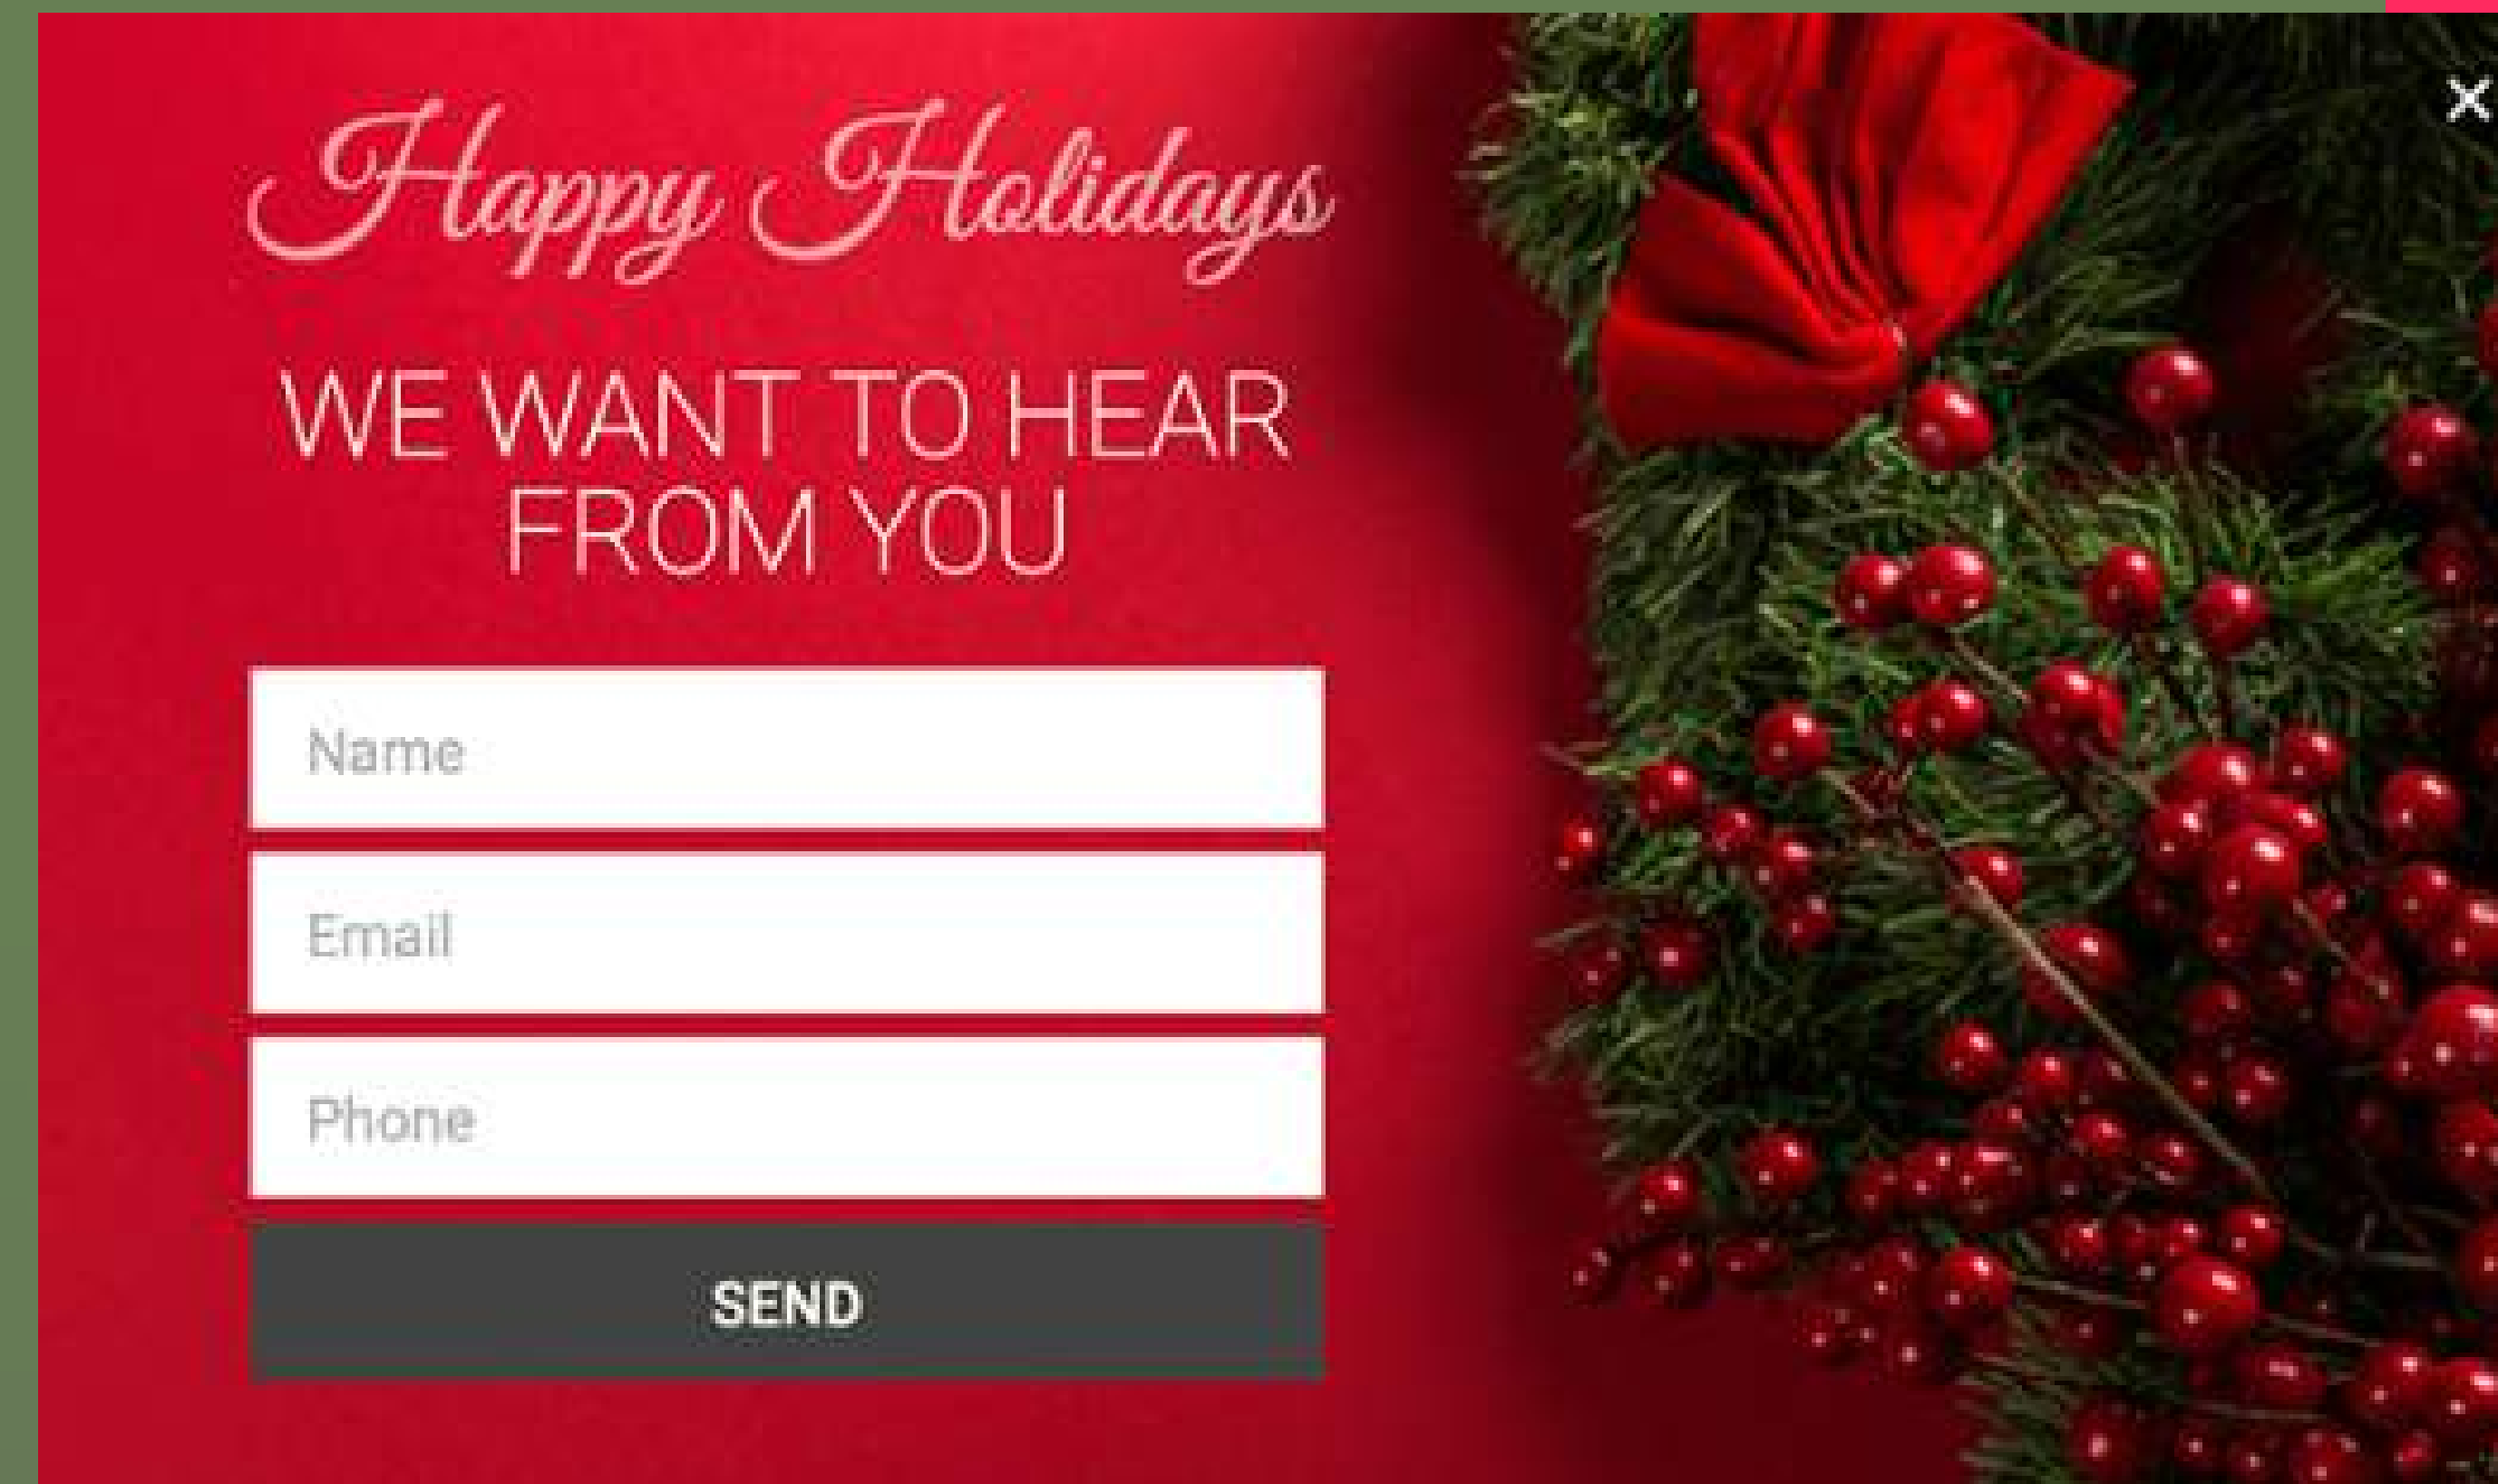 Happy Holidays
WE WANT TO HEAR
FROM YOU
Name
Email
Phone
SEND